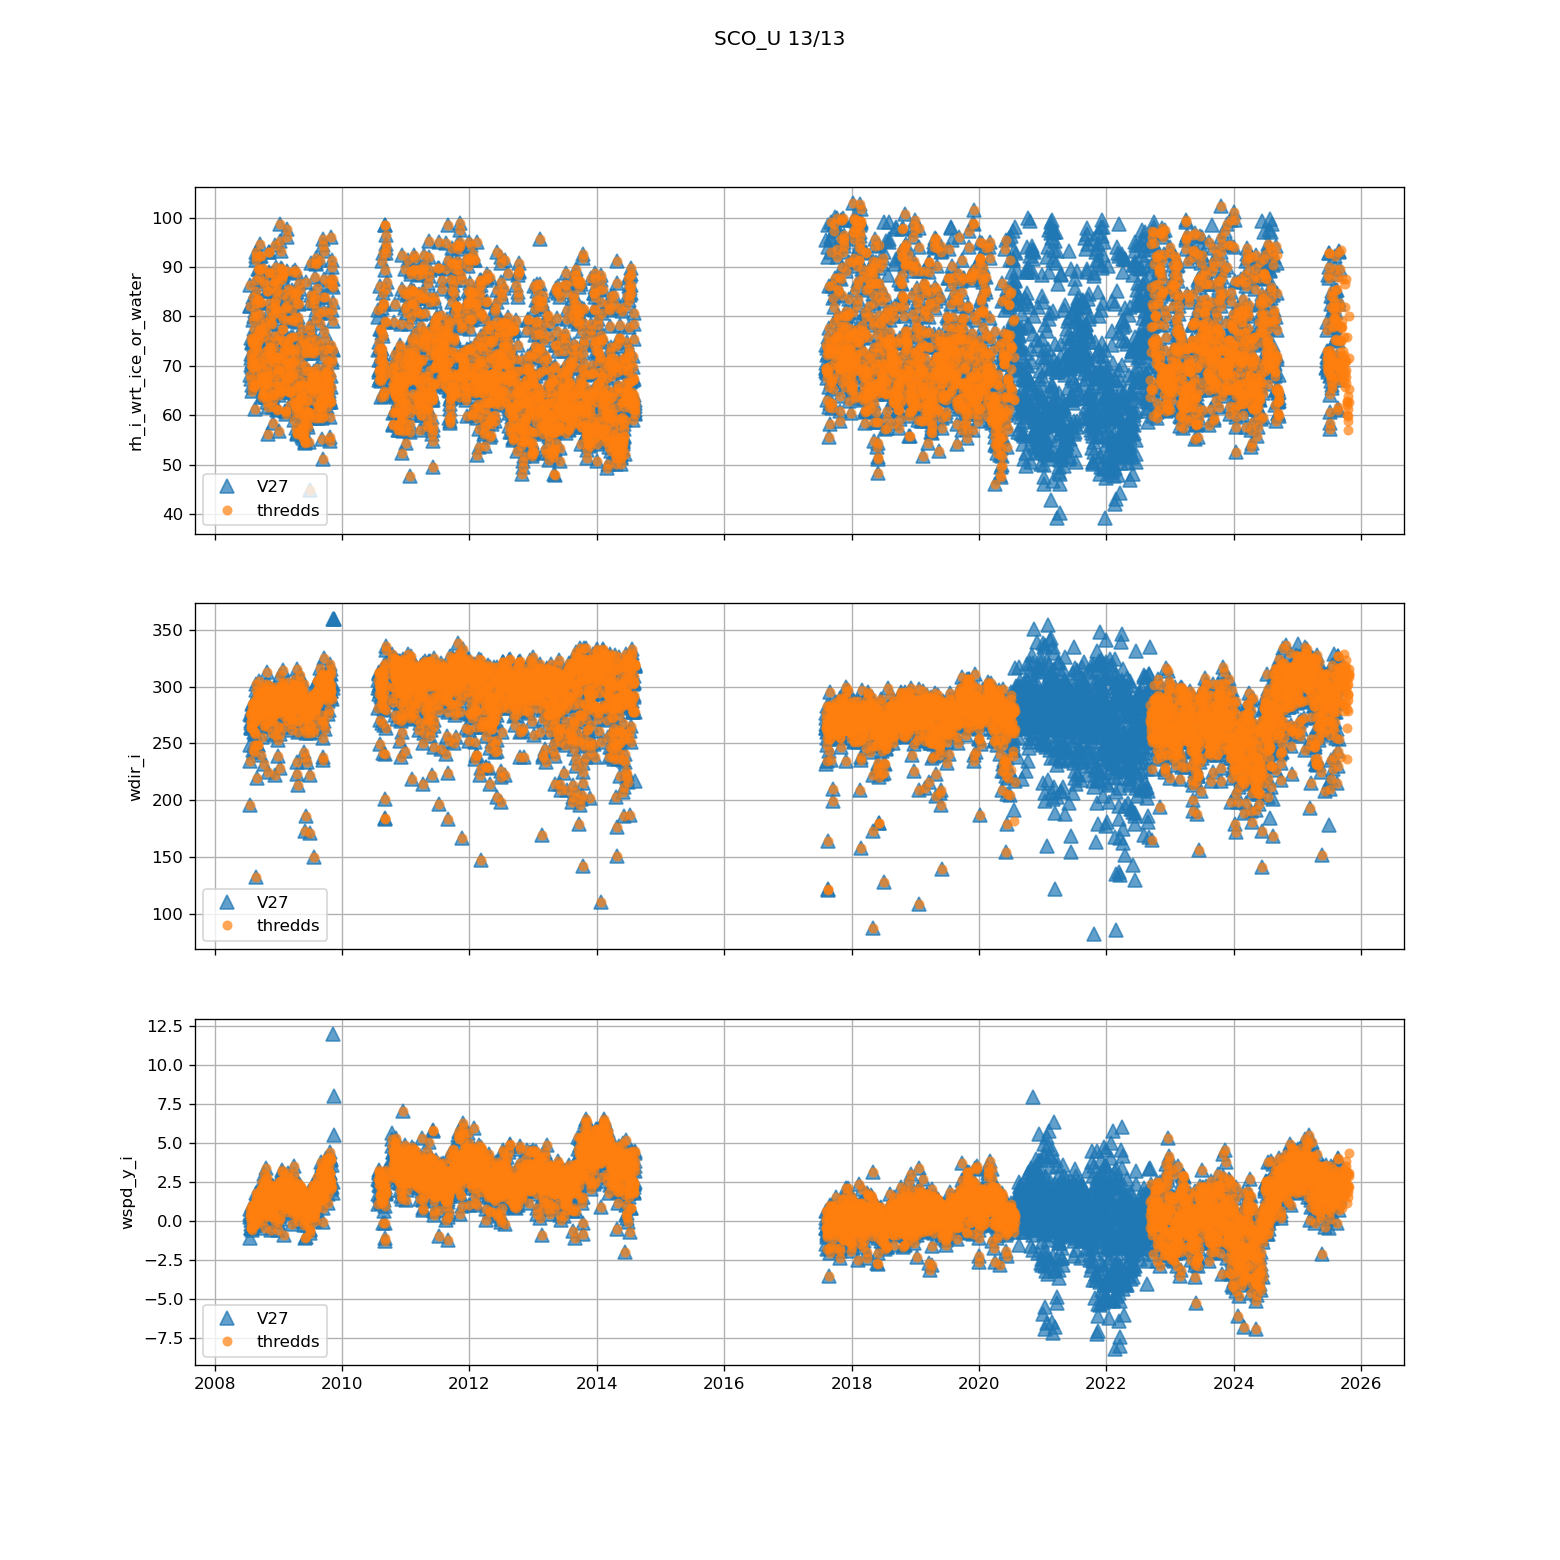 SCO_U 13/13
100
90
80
70
60
50
40
rh_i_wrt_ice_or_water
V27
thredds
350
300
250
200
150
100
wdir_i
V27
thredds
12.5
10.0
7.5
5.0
2.5
0.0
−2.5
−5.0
−7.5
wspd_y_i
V27
thredds
2008 2010 2012 2014 2016 2018 2020 2022 2024 2026